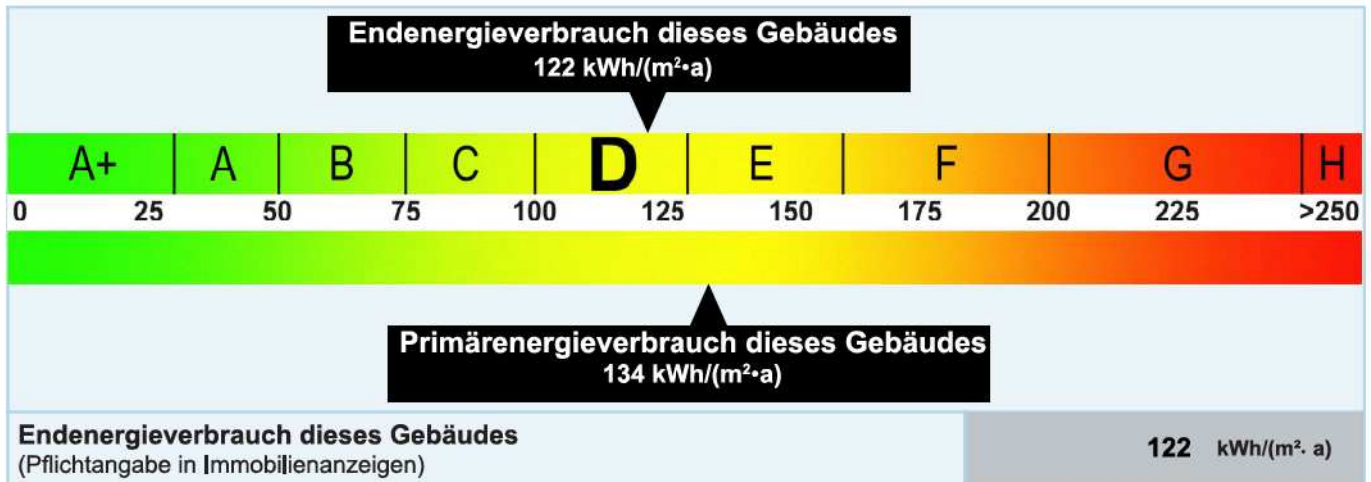 Endenergieverbrauch dieses Gebäudes
122 kWh/(m²•a)
A+ A B C D E F G H
0 25 50 75 100 125 150 175 200 225 >250
Primärenergieverbrauch dieses Gebäudes
134 kWh/(m²•a)
Endenergieverbrauch dieses Gebäudes 122 kWh/(m²· a)
(Pflichtangabe in Immobilienanzeigen)